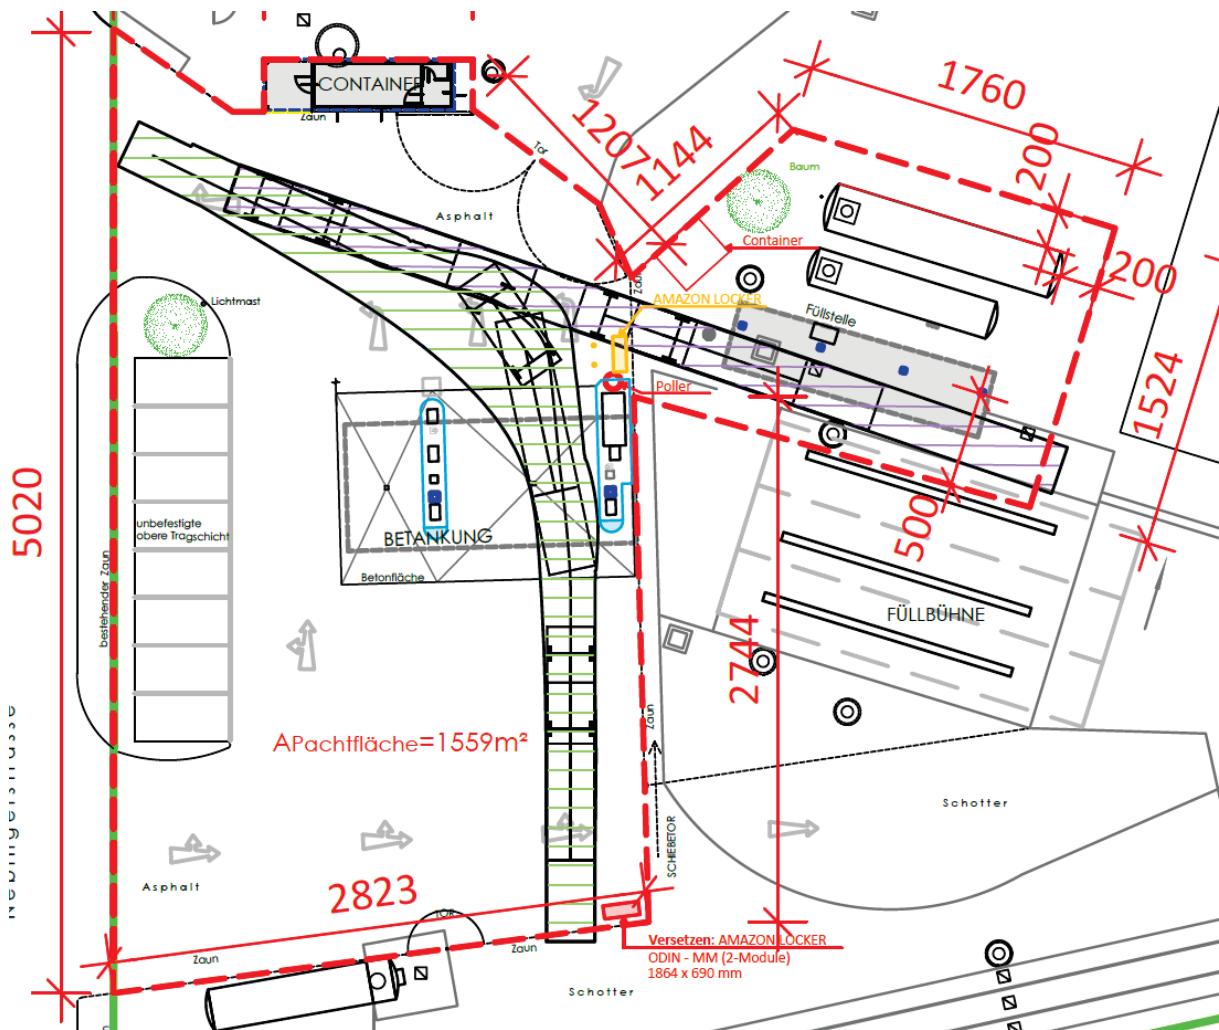 CONTAINER
Zaun
Tor
1207
1144
1760
200
Baum
Asphalt
Container
200
Zaun
Lichtmast
AMAZON LOCKER
Füllstelle
Poller
1524
5020
unbefestigte
obere Tragschicht
BETANKUNG
500
bestehender Zaun
Betonfläche
FÜLLBÜHNE
2744
Zaun
APachtfläche=1559m²
Schotter
SCHIEBETOR
Asphalt
2823
TOR
Zaun
Zaun
Versetzen: AMAZON LOCKER
ODIN - MM (2-Module)
1864 x 690 mm
Schotter